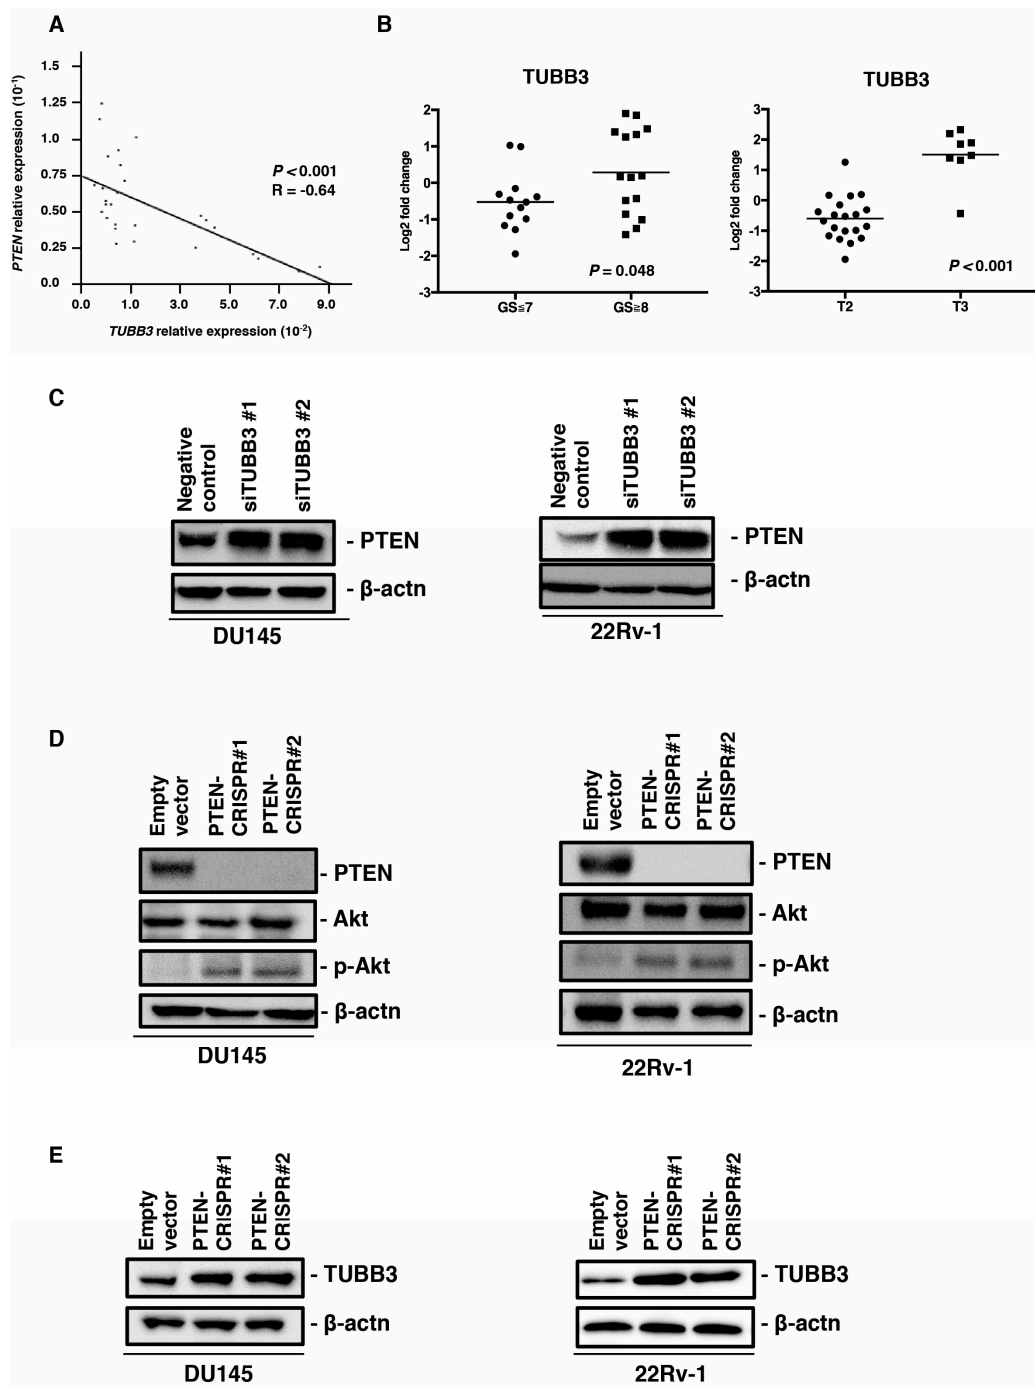 A
PTEN relative expression (10-1)
1.5
1.25
1.0
0.75
0.50
0.25
0.0
P < 0.001
R = -0.64
0.0 1.0 3.0 4.0 5.0 7.0 9.0
TUBB3 relative expression (10-2)
B
TUBB3
Log2 fold change
2
1
0
-1
-2
-3
P = 0.048
GS≦7 GS≧8
TUBB3
Log2 fold change
3
2
1
0
-1
-2
-3
P < 0.001
T2 T3
C
Negative
control
siTUBB3 #1
siTUBB3 #2
- PTEN
- β-actn
DU145
Negative
control
siTUBB3 #1
siTUBB3 #2
- PTEN
- β-actn
22Rv-1
D
Empty
vector
PTEN-
CRISPR#1
PTEN-
CRISPR#2
- PTEN
- Akt
- p-Akt
- β-actn
DU145
Empty
vector
PTEN-
CRISPR#1
PTEN-
CRISPR#2
- PTEN
- Akt
- p-Akt
- β-actn
22Rv-1
E
Empty
vector
PTEN-
CRISPR#1
PTEN-
CRISPR#2
- TUBB3
- β-actn
DU145
Empty
vector
PTEN-
CRISPR#1
PTEN-
CRISPR#2
- TUBB3
- β-actn
22Rv-1